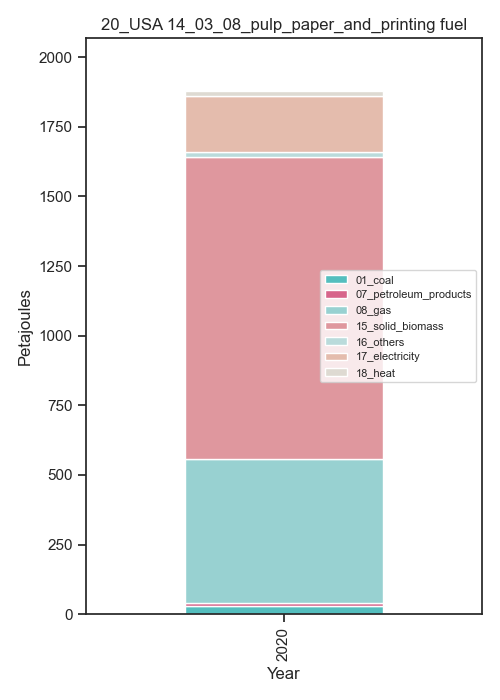 20_USA 14_03_08_pulp_paper_and_printing fuel
2000
1750
1500
1250
1000
750
500
250
0
Petajoules
01_coal
07_petroleum_products
08_gas
15_solid_biomass
16_others
17_electricity
18_heat
2020
Year